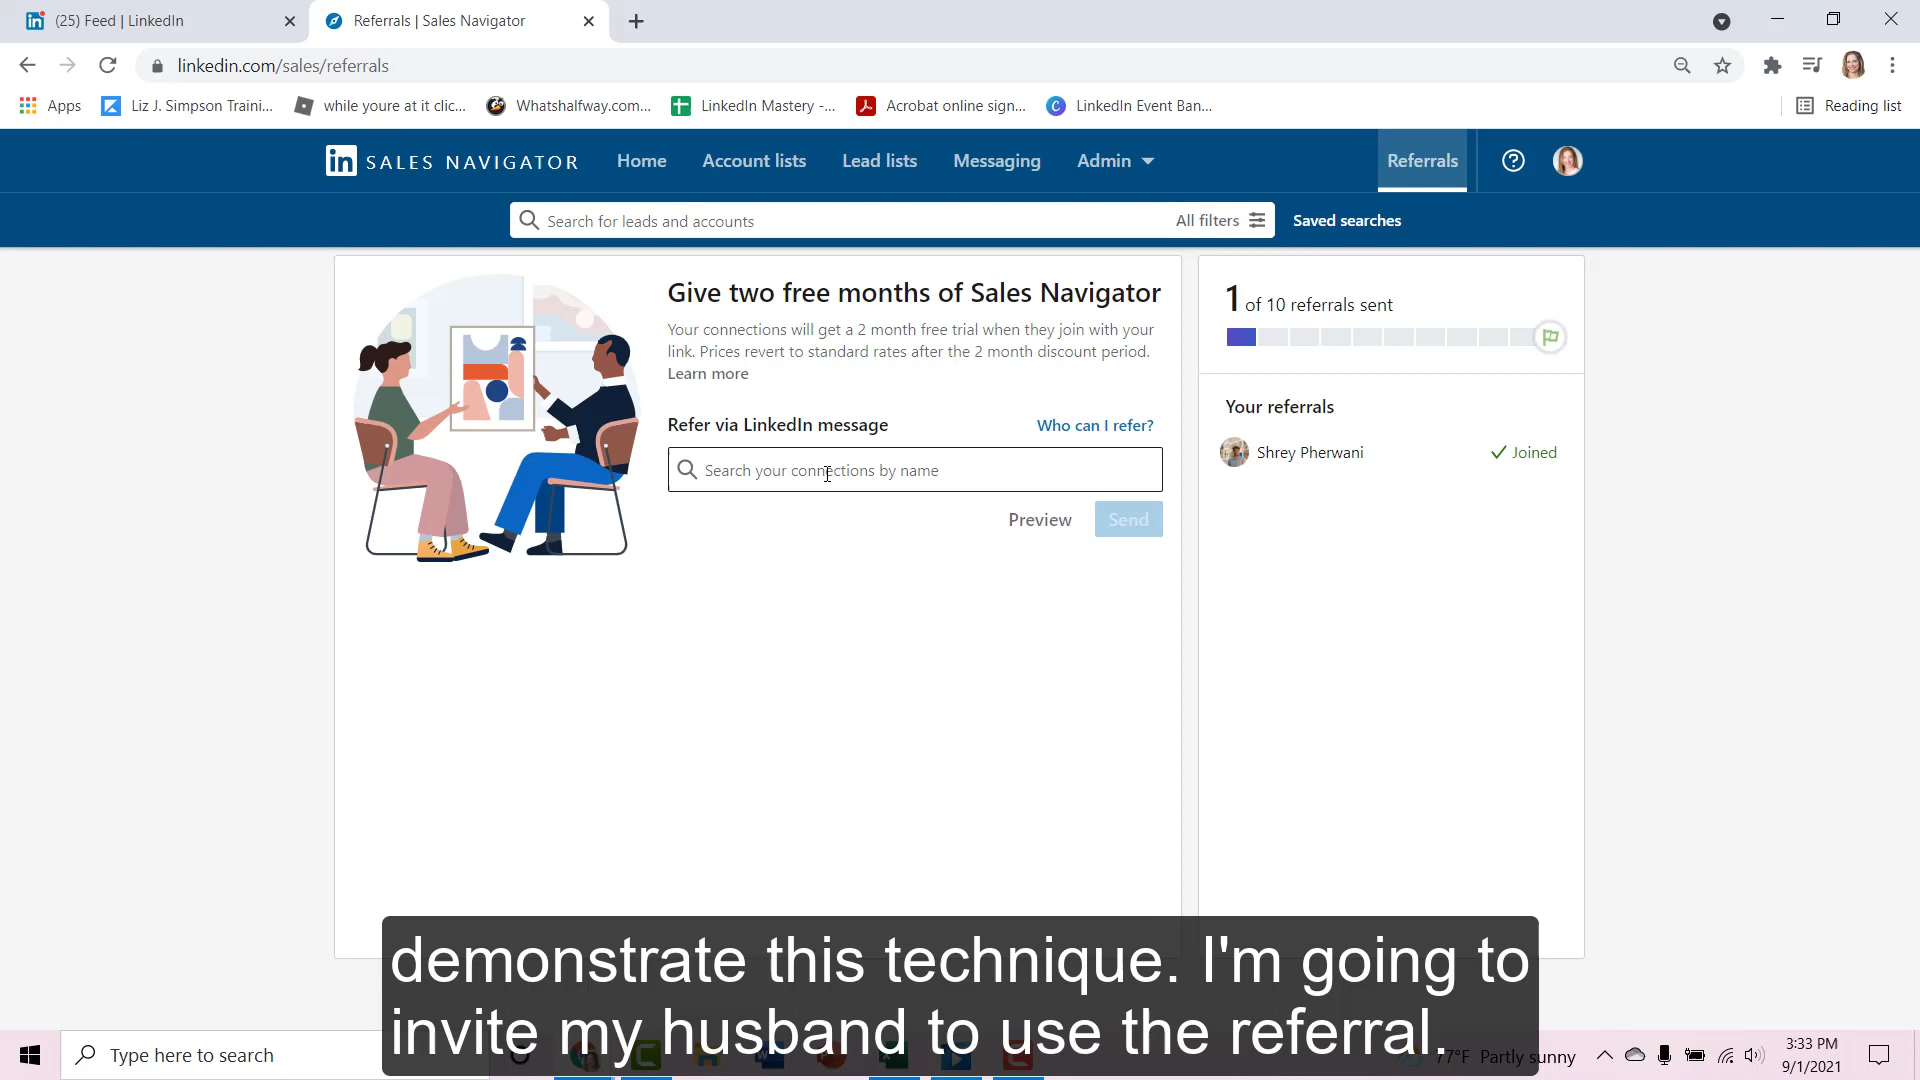 (25) Feed | LinkedIn
Referrals | Sales Navigator
linkedin.com/sales/referrals
Apps
Liz J. Simpson Traini...
while youre at it clic...
Whatshalfway.com...
LinkedIn Mastery -...
Acrobat online sign...
LinkedIn Event Ban...
Reading list
in SALES NAVIGATOR
Home
Account lists
Lead lists
Messaging
Admin
Referrals
Search for leads and accounts
All filters
Saved searches
Give two free months of Sales Navigator
Your connections will get a 2 month free trial when they join with your
link. Prices revert to standard rates after the 2 month discount period.
Learn more
Refer via LinkedIn message
Who can I refer?
Search your connections by name
Preview
Send
1 of 10 referrals sent
Your referrals
Shrey Pherwani
Joined
demonstrate this technique. I'm going to
invite my husband to use the referral.
Type here to search
77°F Partly sunny
3:33 PM
9/1/2021